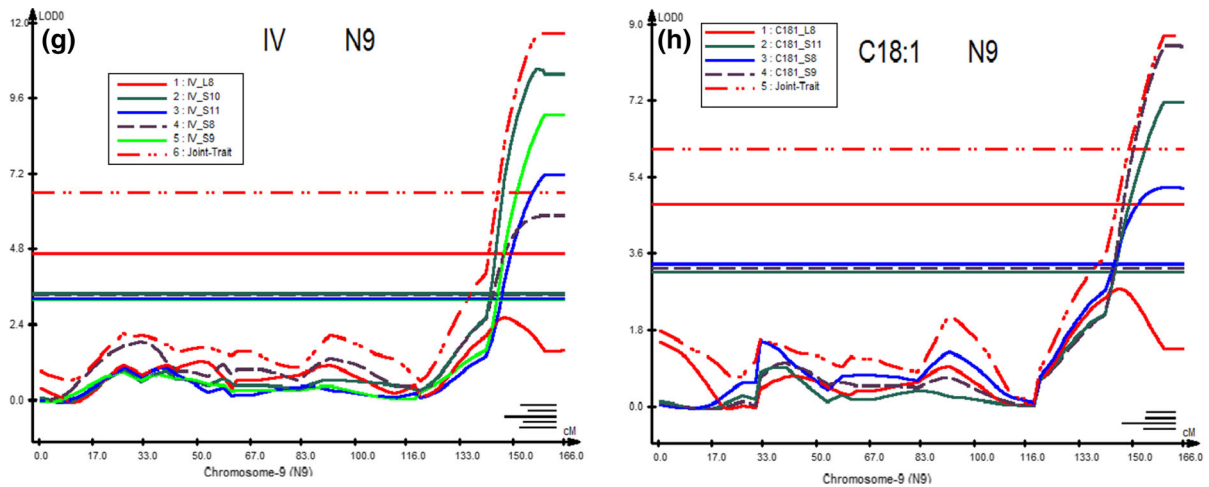 (g)
12.0 LOD0
IV N9
1 : IV_L8
2 : IV_S10
3 : IV_S11
4 : IV_S8
5 : IV_S9
6 : Joint-Trait
9.6
7.2
4.8
2.4
0.0
cM
0.0 17.0 33.0 50.0 66.0 83.0 100.0 116.0 133.0 150.0 166.0
Chromosome-9 (N9)
(h)
9.0 LOD0
C18:1 N9
1 : C181_L8
2 : C181_S11
3 : C181_S8
4 : C181_S9
5 : Joint-Trait
7.2
5.4
3.6
1.8
0.0
cM
0.0 17.0 33.0 50.0 66.0 83.0 100.0 116.0 133.0 150.0 166.0
Chromosome-9 (N9)